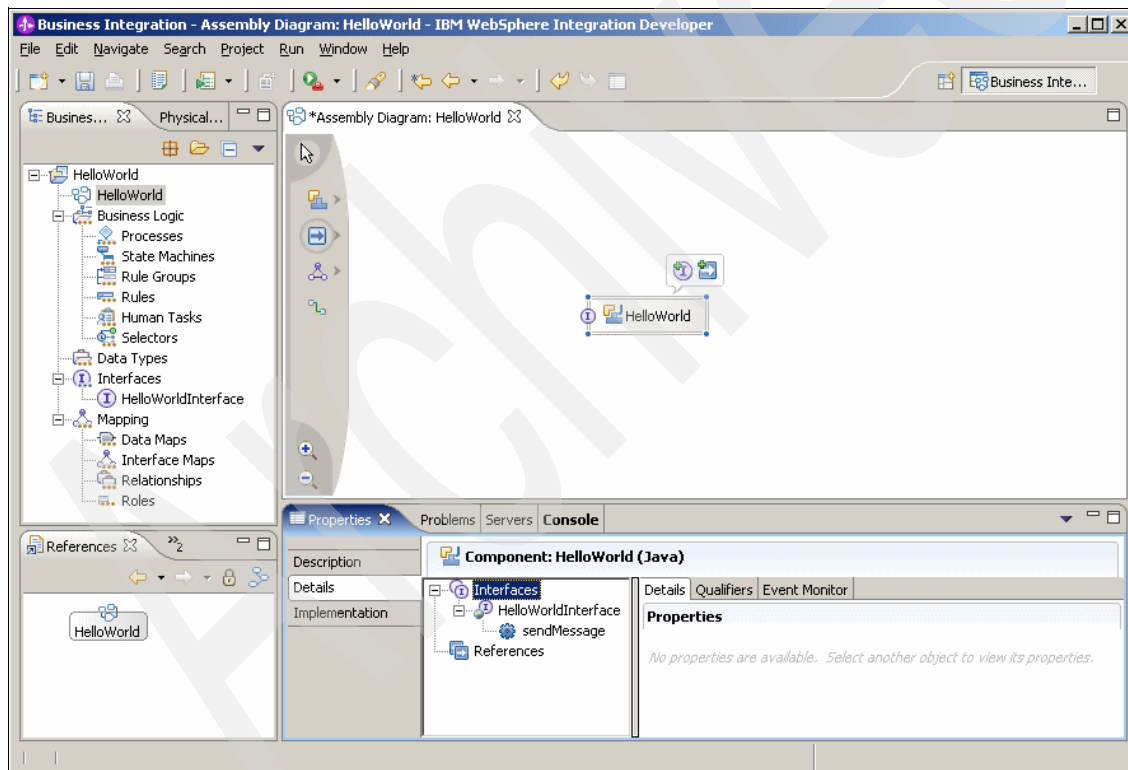 Business Integration - Assembly Diagram: HelloWorld - IBM WebSphere Integration Developer
File Edit Navigate Search Project Run Window Help
Business Inte...
Busines... Physical...
*Assembly Diagram: HelloWorld
HelloWorld
HelloWorld
Business Logic
Processes
State Machines
Rule Groups
Rules
Human Tasks
Selectors
Data Types
Interfaces
HelloWorldInterface
Mapping
Data Maps
Interface Maps
Relationships
Roles
HelloWorld
References »2
HelloWorld
Properties Problems Servers Console
Description
Details
Implementation
Component: HelloWorld (Java)
Interfaces
HelloWorldInterface
sendMessage
References
Details Qualifiers Event Monitor
Properties
No properties are available. Select another object to view its properties.